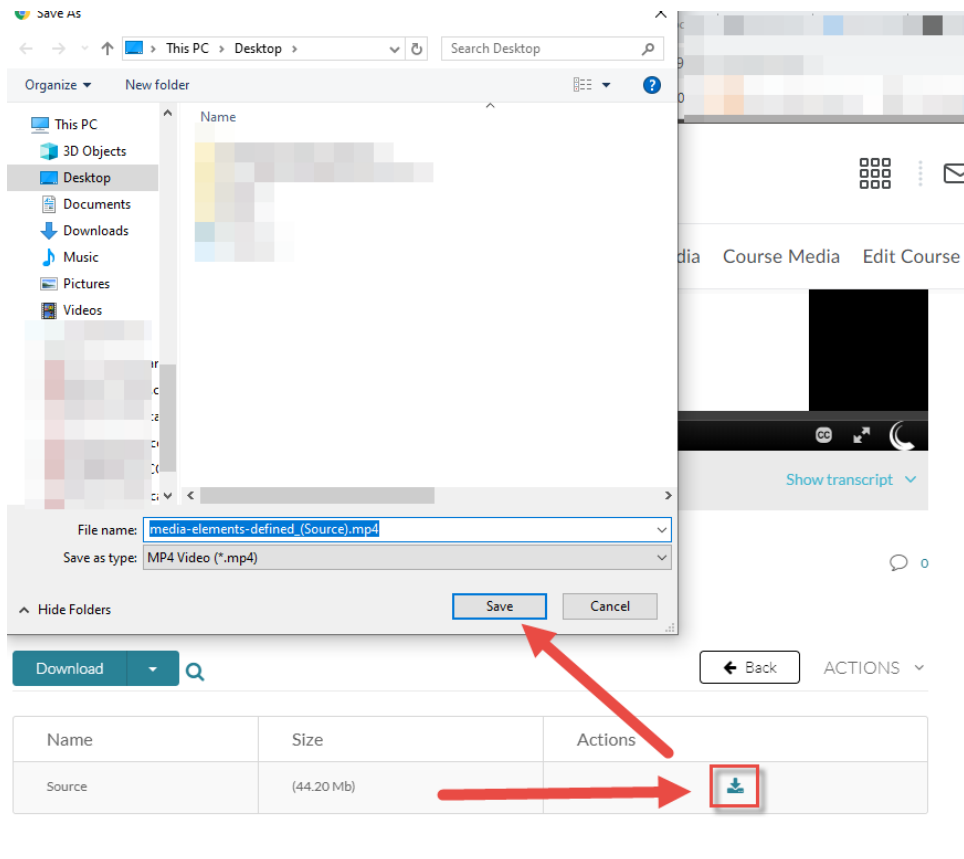 Save As
This PC > Desktop >
Search Desktop
Organize
New folder
?
This PC
3D Objects
Desktop
Documents
Downloads
Music
Pictures
Videos
Name
File name: media-elements-defined_(Source).mp4
Save as type: MP4 Video (*.mp4)
Hide Folders
Save
Cancel
Course Media
Edit Course
CC
Show transcript
0
Download
Back
ACTIONS
Name
Size
Actions
Source
(44.20 Mb)